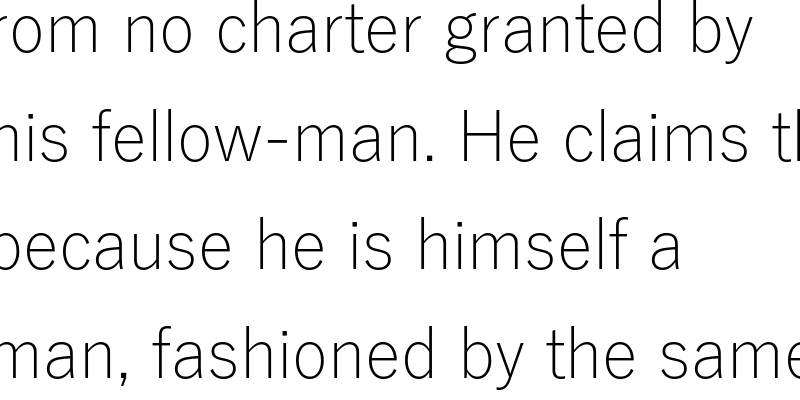 rom no charter granted by
his fellow-man. He claims th
because he is himself a
man, fashioned by the same